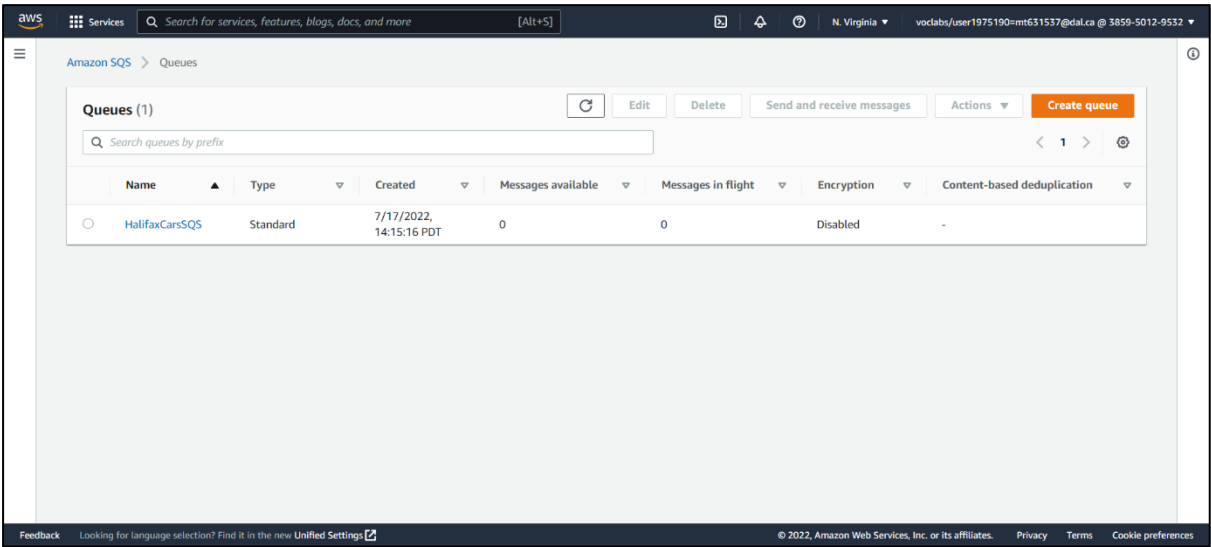 aws Services Search for services, features, blogs, docs, and more [Alt+S] N. Virginia ▼ voclabs/user1975190=mt631537@dal.ca @ 3859-5012-9532 ▼
Amazon SQS > Queues
Queues (1) Edit Delete Send and receive messages Actions ▼ Create queue
Search queues by prefix < 1 >
Name Type Created Messages available Messages in flight Encryption Content-based deduplication
HalifaxCarsSQS Standard 7/17/2022, 14:15:16 PDT 0 0 Disabled -
Feedback Looking for language selection? Find it in the new Unified Settings © 2022, Amazon Web Services, Inc. or its affiliates. Privacy Terms Cookie preferences